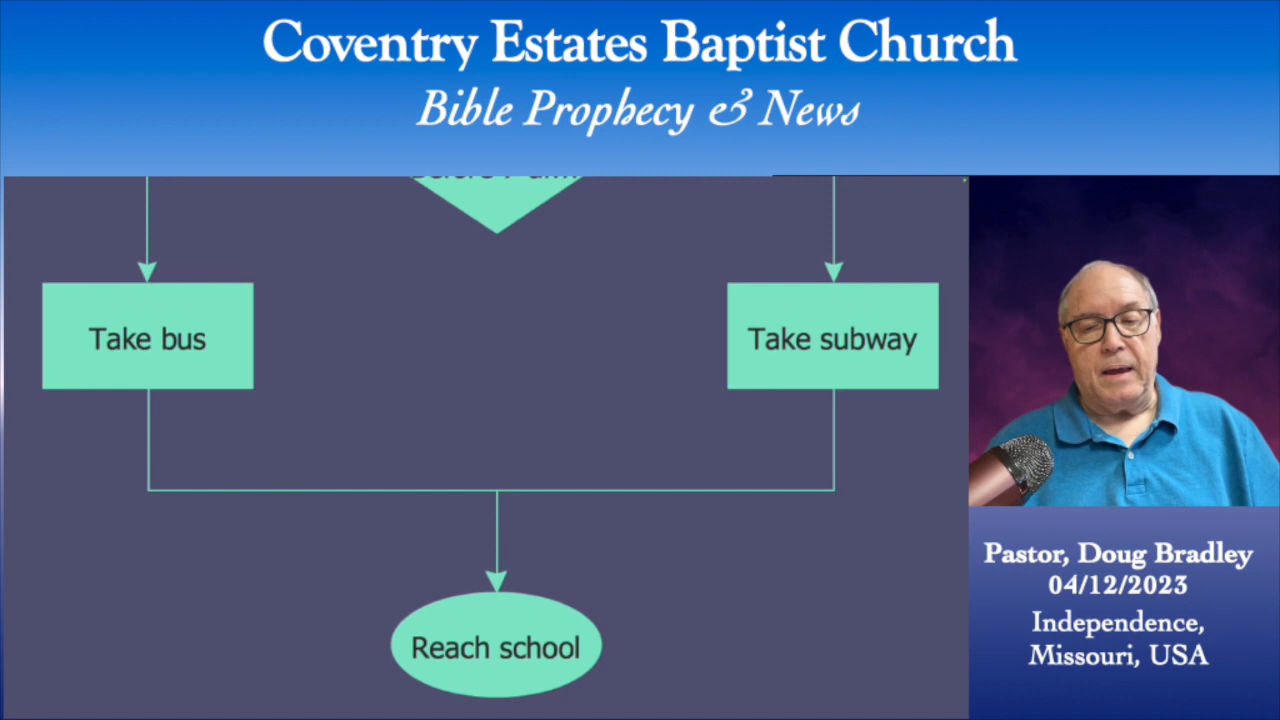 Coventry Estates Baptist Church
Bible Prophecy & News
Take bus
Take subway
Reach school
Pastor, Doug Bradley
04/12/2023
Independence,
Missouri, USA